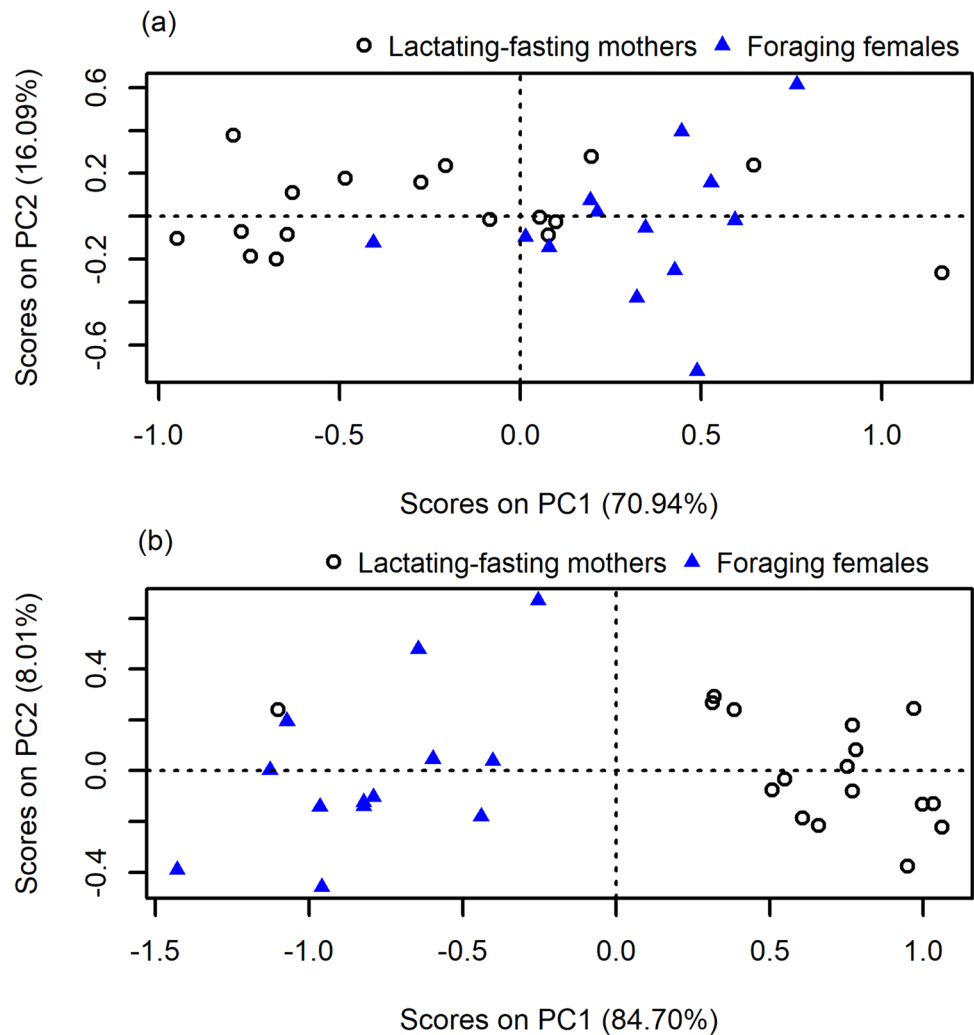 (a)
Lactating-fasting mothers Foraging females
Scores on PC2 (16.09%)
0.6
0.2
-0.2
-0.6
-1.0 -0.5 0.0 0.5 1.0
Scores on PC1 (70.94%)
(b)
Lactating-fasting mothers Foraging females
Scores on PC2 (8.01%)
0.4
0.0
-0.4
-1.5 -1.0 -0.5 0.0 0.5 1.0
Scores on PC1 (84.70%)